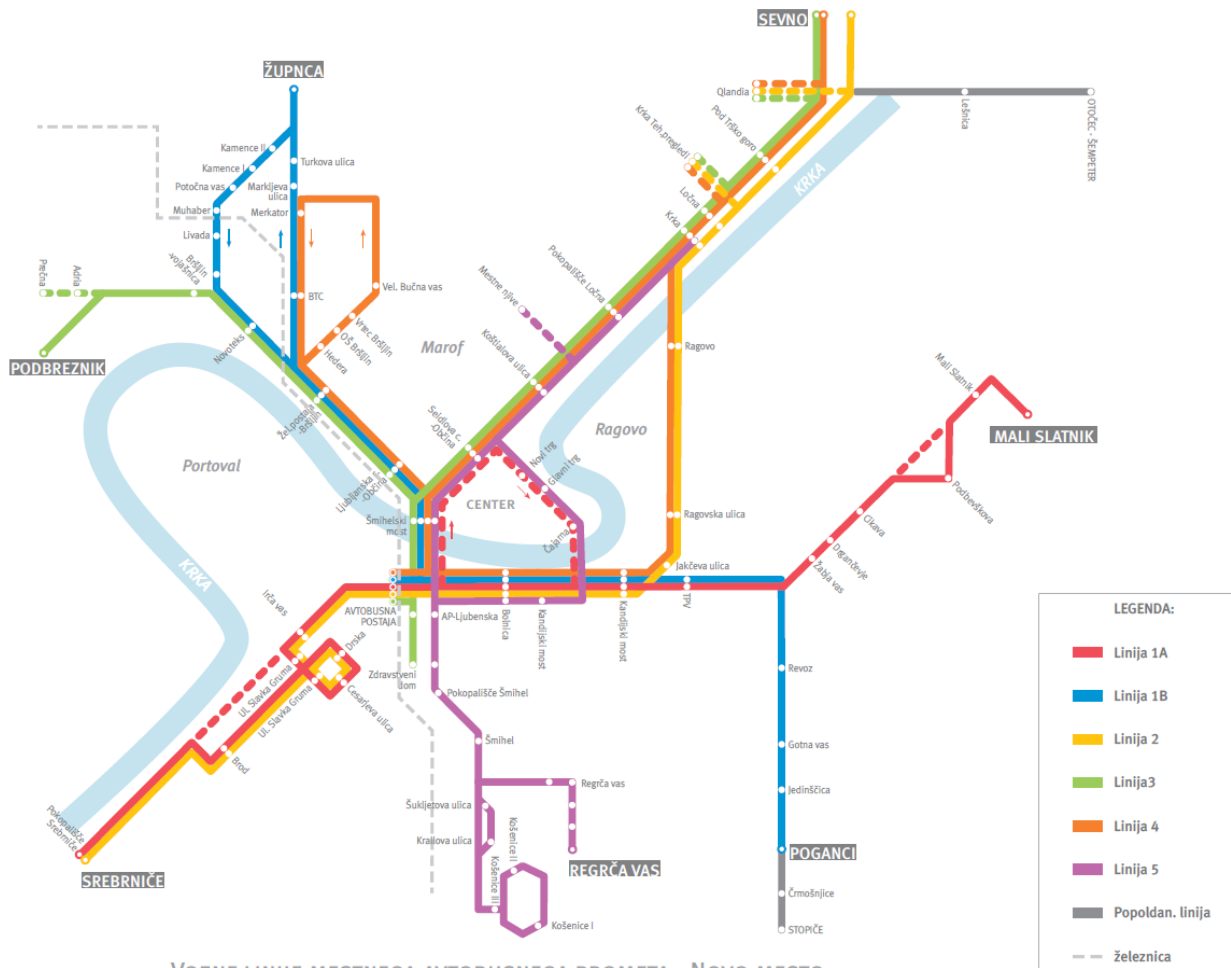 SEVNO
ŽUPNCA
Qlandia
Lešnica
OTOČEC - ŠEMPETER
Krka Teh.pregledi
Pod Trško goro
KRKA
Kamence II
Kamence I
Turkova ulica
Potočna vas
Markljeva
ulica
Muhaber
Merkator
Livada
Ločna
Krka
Bršljin
-vojašnica
Prečna
Adria
Mestne njive
Pokopališče Ločna
Vel. Bučna vas
BTC
Vrtec Bršljin
OŠ Bršljin
Hedera
Novoteks
Marof
Koštialova ulica
Ragovo
PODBREZNIK
Žel.postaja
-Bršljin
Mali Slatnik
MALI SLATNIK
Seidlova c.
-Občina
Ragovo
Portoval
Novi trg
Glavni trg
Ljubljanska
-Občina
CENTER
Podbevškova
Šmihelski
most
Čajarna
Ragovska ulica
Cikava
Drgančevje
Žabja vas
KRKA
Jakčeva ulica
Irča vas
AVTOBUSNA
POSTAJA
AP-Ljubenska
Bolnica
Kandijski most
Kandijski most
TPV
Drska
Ul. Slavka Gruma
Ul. Slavka Gruma
Cesarjeva ulica
Zdravstveni
dom
Pokopališče Šmihel
Revoz
Brod
Šmihel
Gotna vas
Regrča vas
Jedinščica
Šukljetova ulica
Krallova ulica
Košenice II
Pokopališče
Srebrniče
SREBRNIČE
REGRČA VAS
POGANCI
Košenice III
Košenice I
Črmošnjice
STOPIČE
LEGENDA:
Linija 1A
Linija 1B
Linija 2
Linija3
Linija 4
Linija 5
Popoldan. linija
železnica